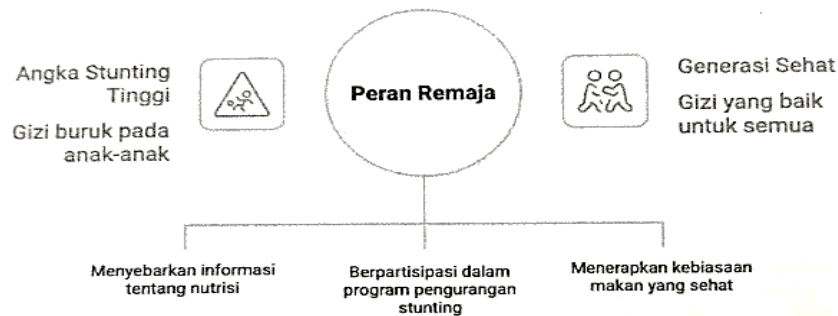 Angka Stunting
Tinggi
Gizi buruk pada
anak-anak
Peran Remaja
Generasi Sehat
Gizi yang baik
untuk semua
Menyebarkan informasi
tentang nutrisi
Berpartisipasi dalam
program pengurangan
stunting
Menerapkan kebiasaan
makan yang sehat